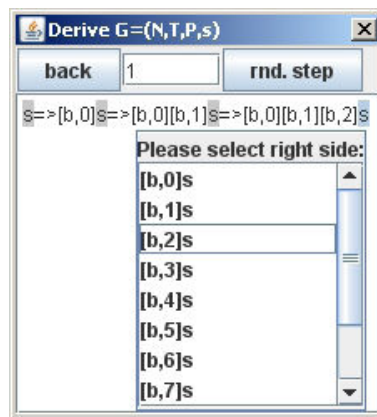 Derive G=(N,T,P,s)
back 1 rnd. step
s=>[b,0]s=>[b,0][b,1]s=>[b,0][b,1][b,2]s
Please select right side:
[b,0]s
[b,1]s
[b,2]s
[b,3]s
[b,4]s
[b,5]s
[b,6]s
[b,7]s